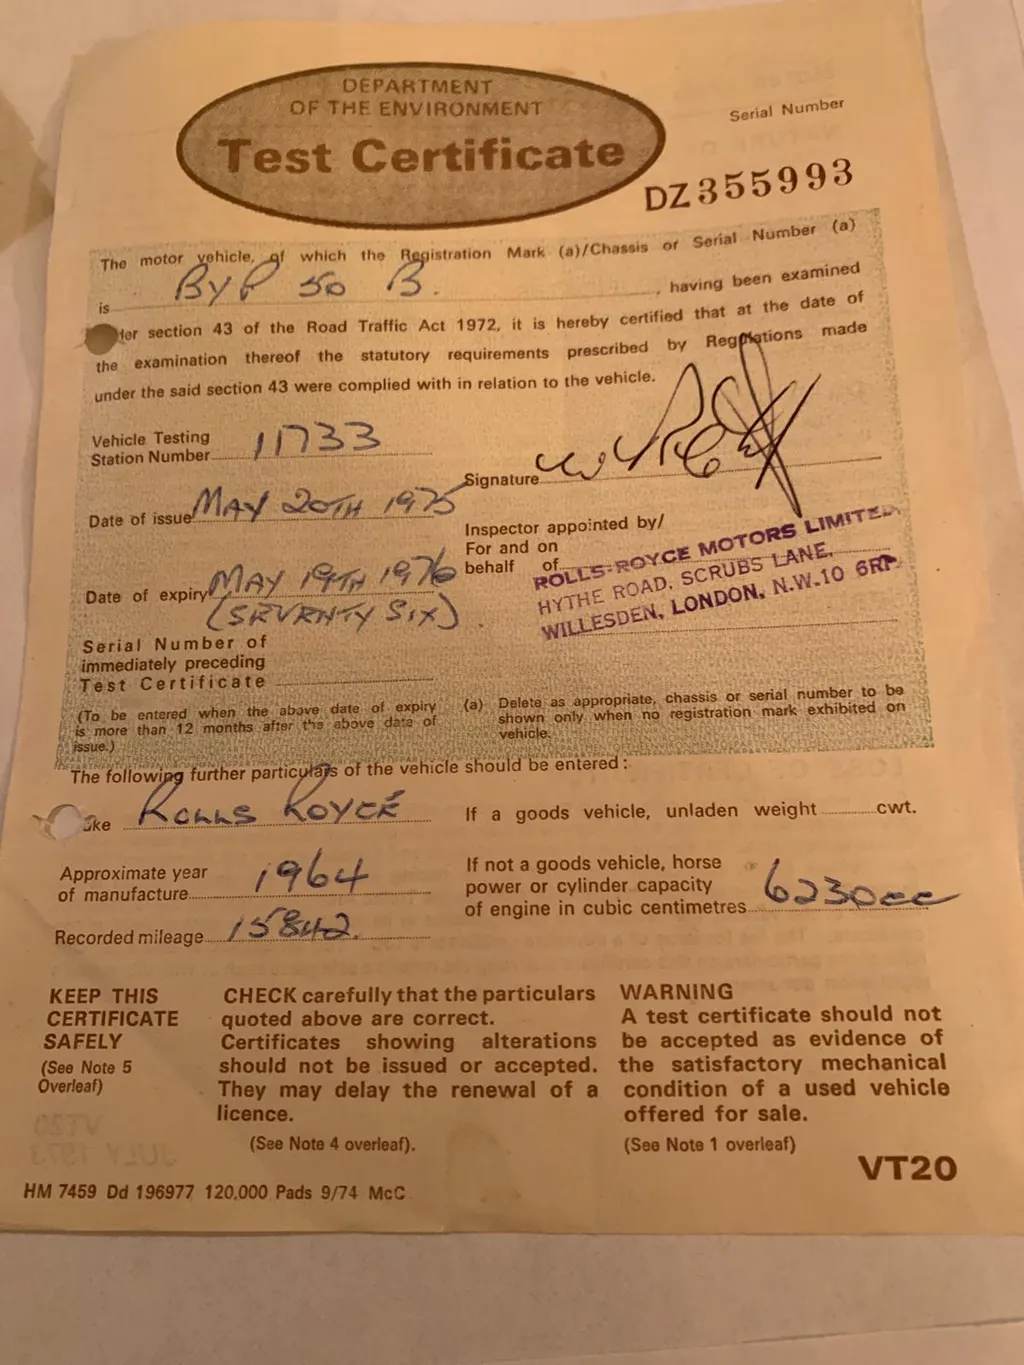 DEPARTMENT
OF THE ENVIRONMENT
Test Certificate
Serial Number
DZ 355993
The motor vehicle, of which the Registration Mark (a)/Chassis or Serial Number (a)
is BYP 50 B. , having been examined
der section 43 of the Road Traffic Act 1972, it is hereby certified that at the date of
the examination thereof the statutory requirements prescribed by Regulations made
under the said section 43 were complied with in relation to the vehicle.
Vehicle Testing
Station Number 11733
Signature
Date of issue MAY 20TH 1975
Inspector appointed by/
For and on
behalf of
ROLLS-ROYCE MOTORS LIMITED,
HYTHE ROAD, SCRUBS LANE,
WILLESDEN, LONDON, N.W.10 6RP
Date of expiry MAY 19TH 1976
(SEVENTY SIX).
Serial Number of
immediately preceding
Test Certificate
(To be entered when the above date of expiry
is more than 12 months after the above date of
issue.)
(a) Delete as appropriate, chassis or serial number to be
shown only when no registration mark exhibited on
vehicle.
The following further particulars of the vehicle should be entered:
ake ROLLS ROYCE
If a goods vehicle, unladen weight cwt.
Approximate year
of manufacture 1964
If not a goods vehicle, horse
power or cylinder capacity
of engine in cubic centimetres 6230cc
Recorded mileage 15842.
KEEP THIS
CERTIFICATE
SAFELY
(See Note 5
Overleaf)
CHECK carefully that the particulars
quoted above are correct.
Certificates showing alterations
should not be issued or accepted.
They may delay the renewal of a
licence.
(See Note 4 overleaf).
WARNING
A test certificate should not
be accepted as evidence of
the satisfactory mechanical
condition of a used vehicle
offered for sale.
(See Note 1 overleaf)
VT20
HM 7459 Dd 196977 120,000 Pads 9/74 McC